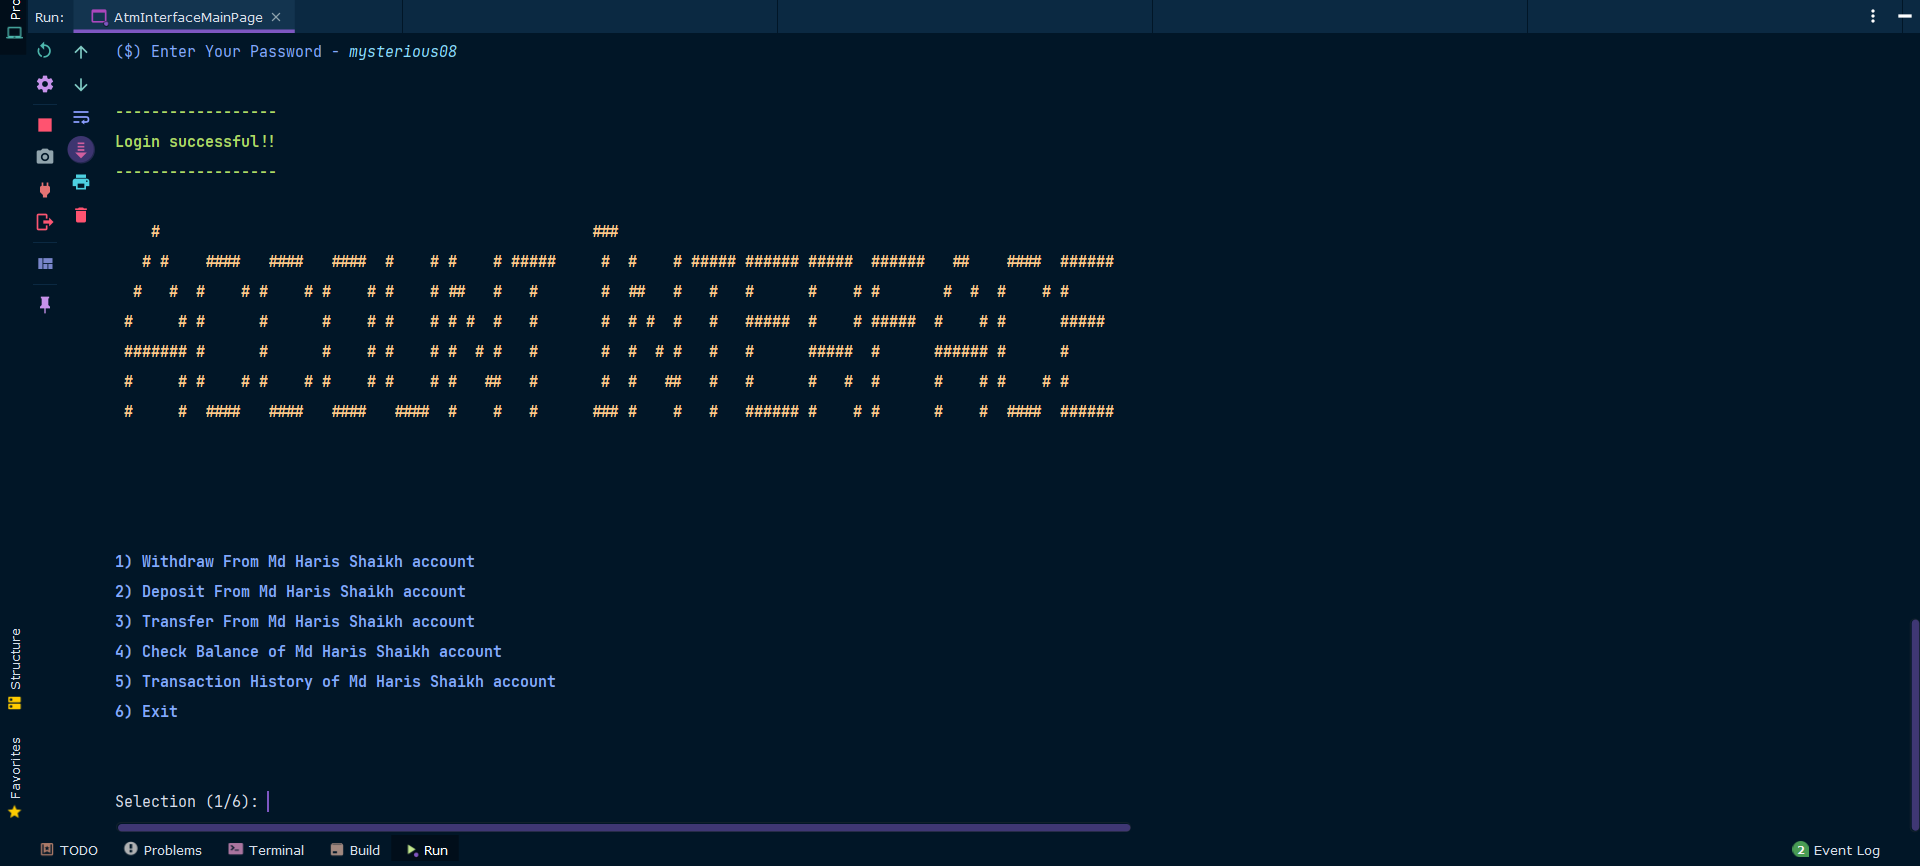 Run: AtmInterfaceMainPage
($) Enter Your Password - mysterious08
------------------
Login successful!!
------------------
Account Interface
1) Withdraw From Md Haris Shaikh account
2) Deposit From Md Haris Shaikh account
3) Transfer From Md Haris Shaikh account
4) Check Balance of Md Haris Shaikh account
5) Transaction History of Md Haris Shaikh account
6) Exit
Selection (1/6):
Structure
Favorites
TODO Problems Terminal Build Run 2 Event Log